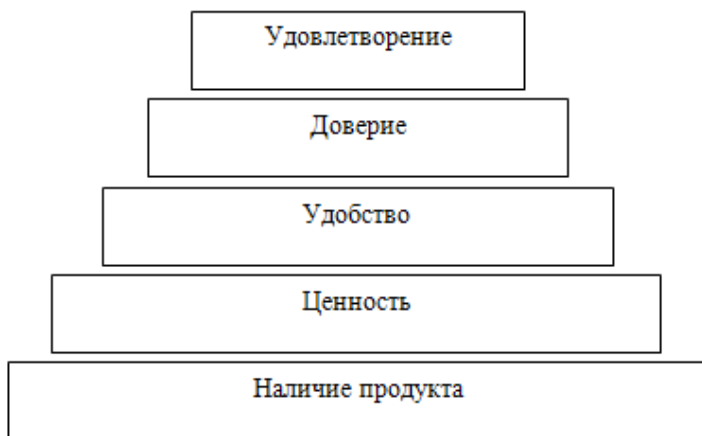 Удовлетворение
Доверие
Удобство
Ценность
Наличие продукта